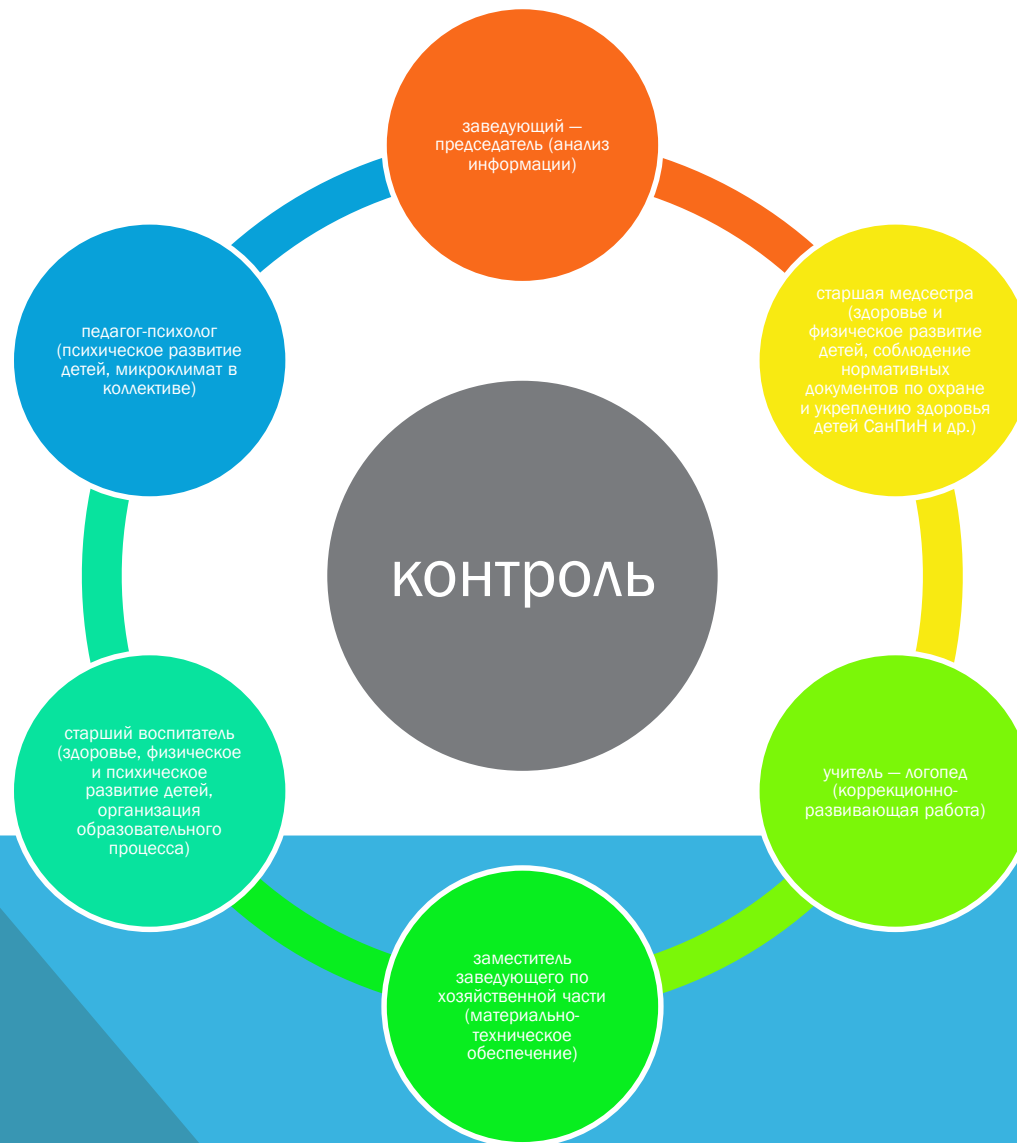 заведующий —
председатель (анализ
информации)
старшая медсестра
(здоровье и
физическое развитие
детей, соблюдение
нормативных
документов по охране
и укреплению здоровья
детей СанПиН и др.)
учитель — логопед
(коррекционно-
развивающая работа)
заместитель
заведующего по
хозяйственной части
(материально-
техническое
обеспечение)
старший воспитатель
(здоровье, физическое
и психическое
развитие детей,
организация
образовательного
процесса)
педагог-психолог
(психическое развитие
детей, микроклимат в
коллективе)
контроль